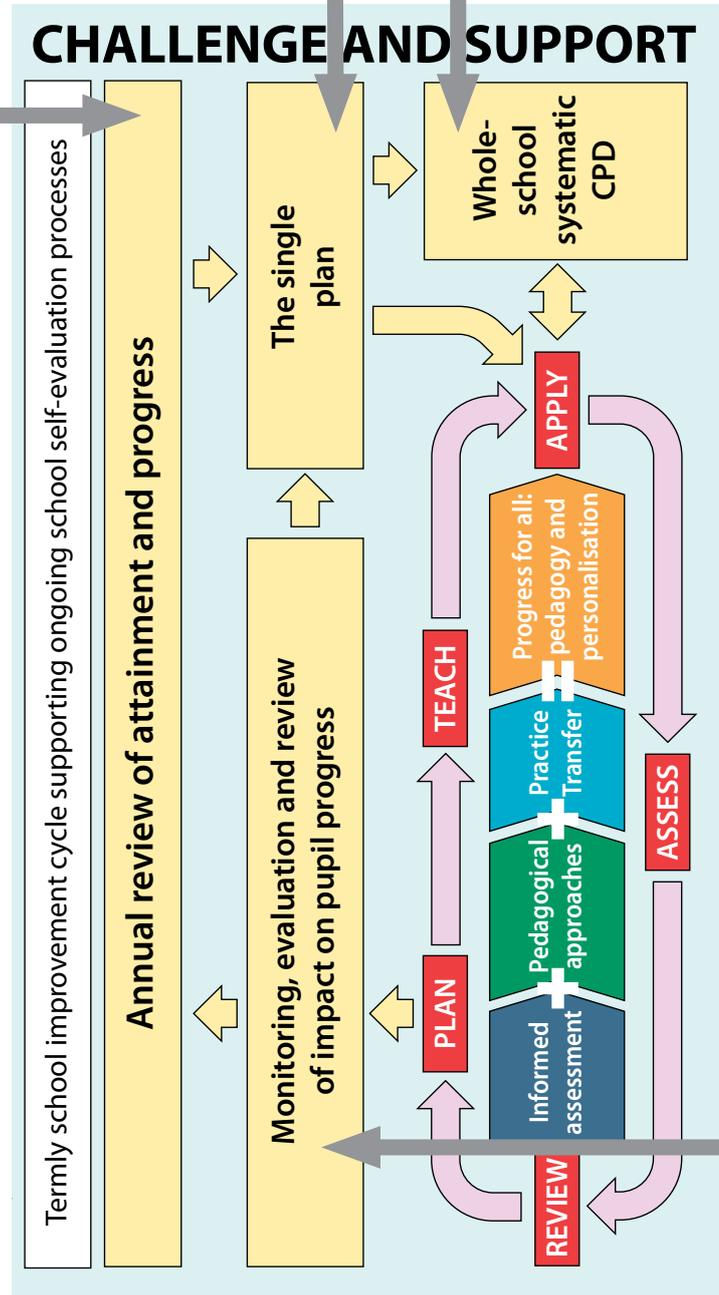 CHALLENGE AND SUPPORT
Termly school improvement cycle supporting ongoing school self-evaluation processes
Annual review of attainment and progress
Monitoring, evaluation and review
of impact on pupil progress
The single
plan
Whole-
school
systematic
CPD
REVIEW
PLAN
TEACH
APPLY
ASSESS
Informed
assessment
+
Pedagogical
approaches
+
Practice
Transfer
=
Progress for all:
pedagogy and
personalisation